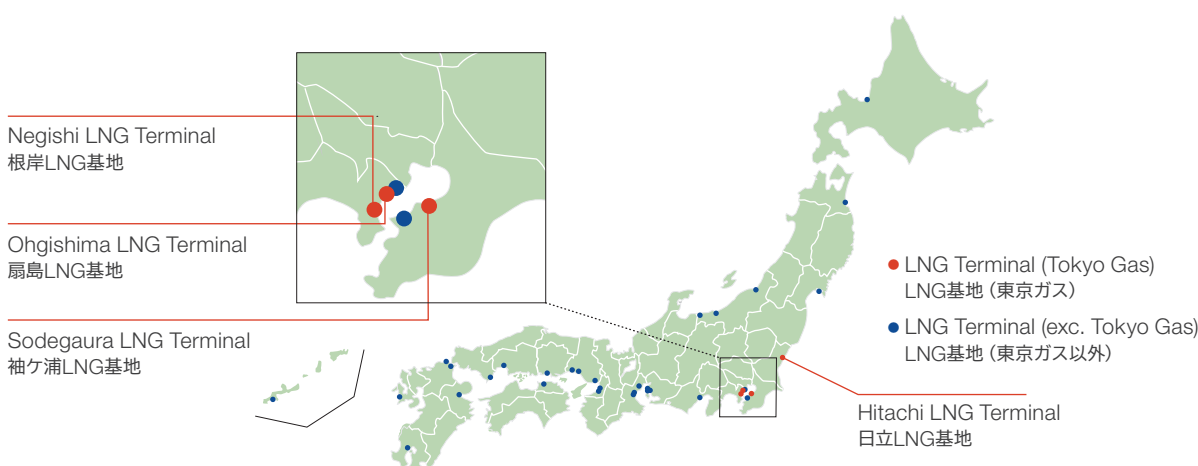 Negishi LNG Terminal
根岸LNG基地
Ohgishima LNG Terminal
扇島LNG基地
Sodegaura LNG Terminal
袖ケ浦LNG基地
LNG Terminal (Tokyo Gas)
LNG基地 (東京ガス)
LNG Terminal (exc. Tokyo Gas)
LNG基地 (東京ガス以外)
Hitachi LNG Terminal
日立LNG基地